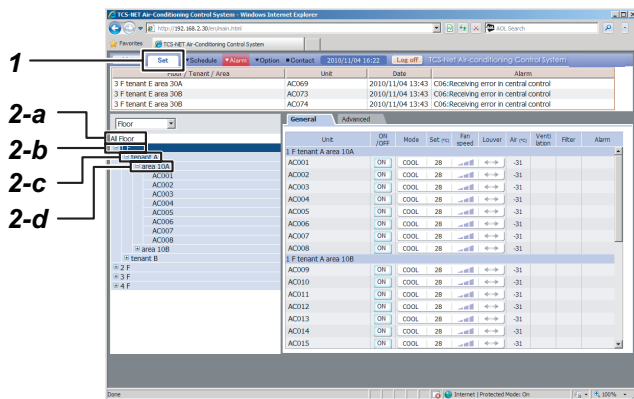 TCS-NET Air-Conditioning Control System - Windows Internet Explorer
http://192.168.2.30/en/main.html
AOL Search
Favorites TCS-NET Air-Conditioning Control System
1
Set ▼Schedule ▼Alarm ▼Option ■Contact 2010/11/04 16:22 Log off TCS-Net Air-conditioning Control System
Floor / Tenant / Area Unit Date Alarm
3 F tenant E area 30A AC069 2010/11/04 13:43 C06:Receiving error in central control
3 F tenant E area 30B AC073 2010/11/04 13:43 C06:Receiving error in central control
3 F tenant E area 30B AC074 2010/11/04 13:43 C06:Receiving error in central control
2-a
2-b
2-c
2-d
Floor
All Floor
1 F
tenant A
area 10A
AC001
AC002
AC003
AC004
AC005
AC006
AC007
AC008
area 10B
tenant B
2 F
3 F
4 F
General Advanced
Unit ON /OFF Mode Set (°C) Fan speed Louver Air (°C) Venti lation Filter Alarm
1 F tenant A area 10A
AC001 ON COOL 28 -31
AC002 ON COOL 28 -31
AC003 ON COOL 28 -31
AC004 ON COOL 28 -31
AC005 ON COOL 28 -31
AC006 ON COOL 28 -31
AC007 ON COOL 28 -31
AC008 ON COOL 28 -31
1 F tenant A area 10B
AC009 ON COOL 28 -31
AC010 ON COOL 28 -31
AC011 ON COOL 28 -31
AC012 ON COOL 28 -31
AC013 ON COOL 28 -31
AC014 ON COOL 28 -31
AC015 ON COOL 28 -31
Done Internet | Protected Mode: On 100%